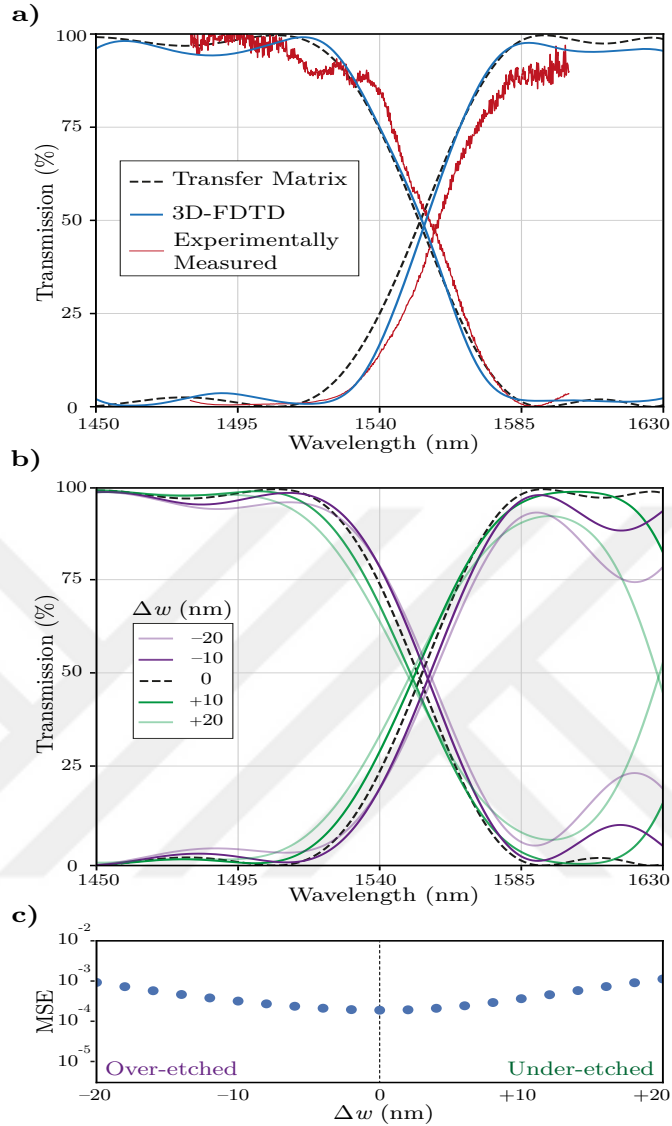 a)
Transmission (%)
100
75
50
25
0
Transfer Matrix
3D-FDTD
Experimentally
Measured
1450
1495
1540
1585
1630
Wavelength (nm)
b)
Transmission (%)
100
75
50
25
0
Δw (nm)
−20
−10
0
+10
+20
1450
1495
1540
1585
1630
Wavelength (nm)
c)
MSE
10⁻²
10⁻³
10⁻⁴
10⁻⁵
Over-etched
Under-etched
−20
−10
0
+10
+20
Δw (nm)